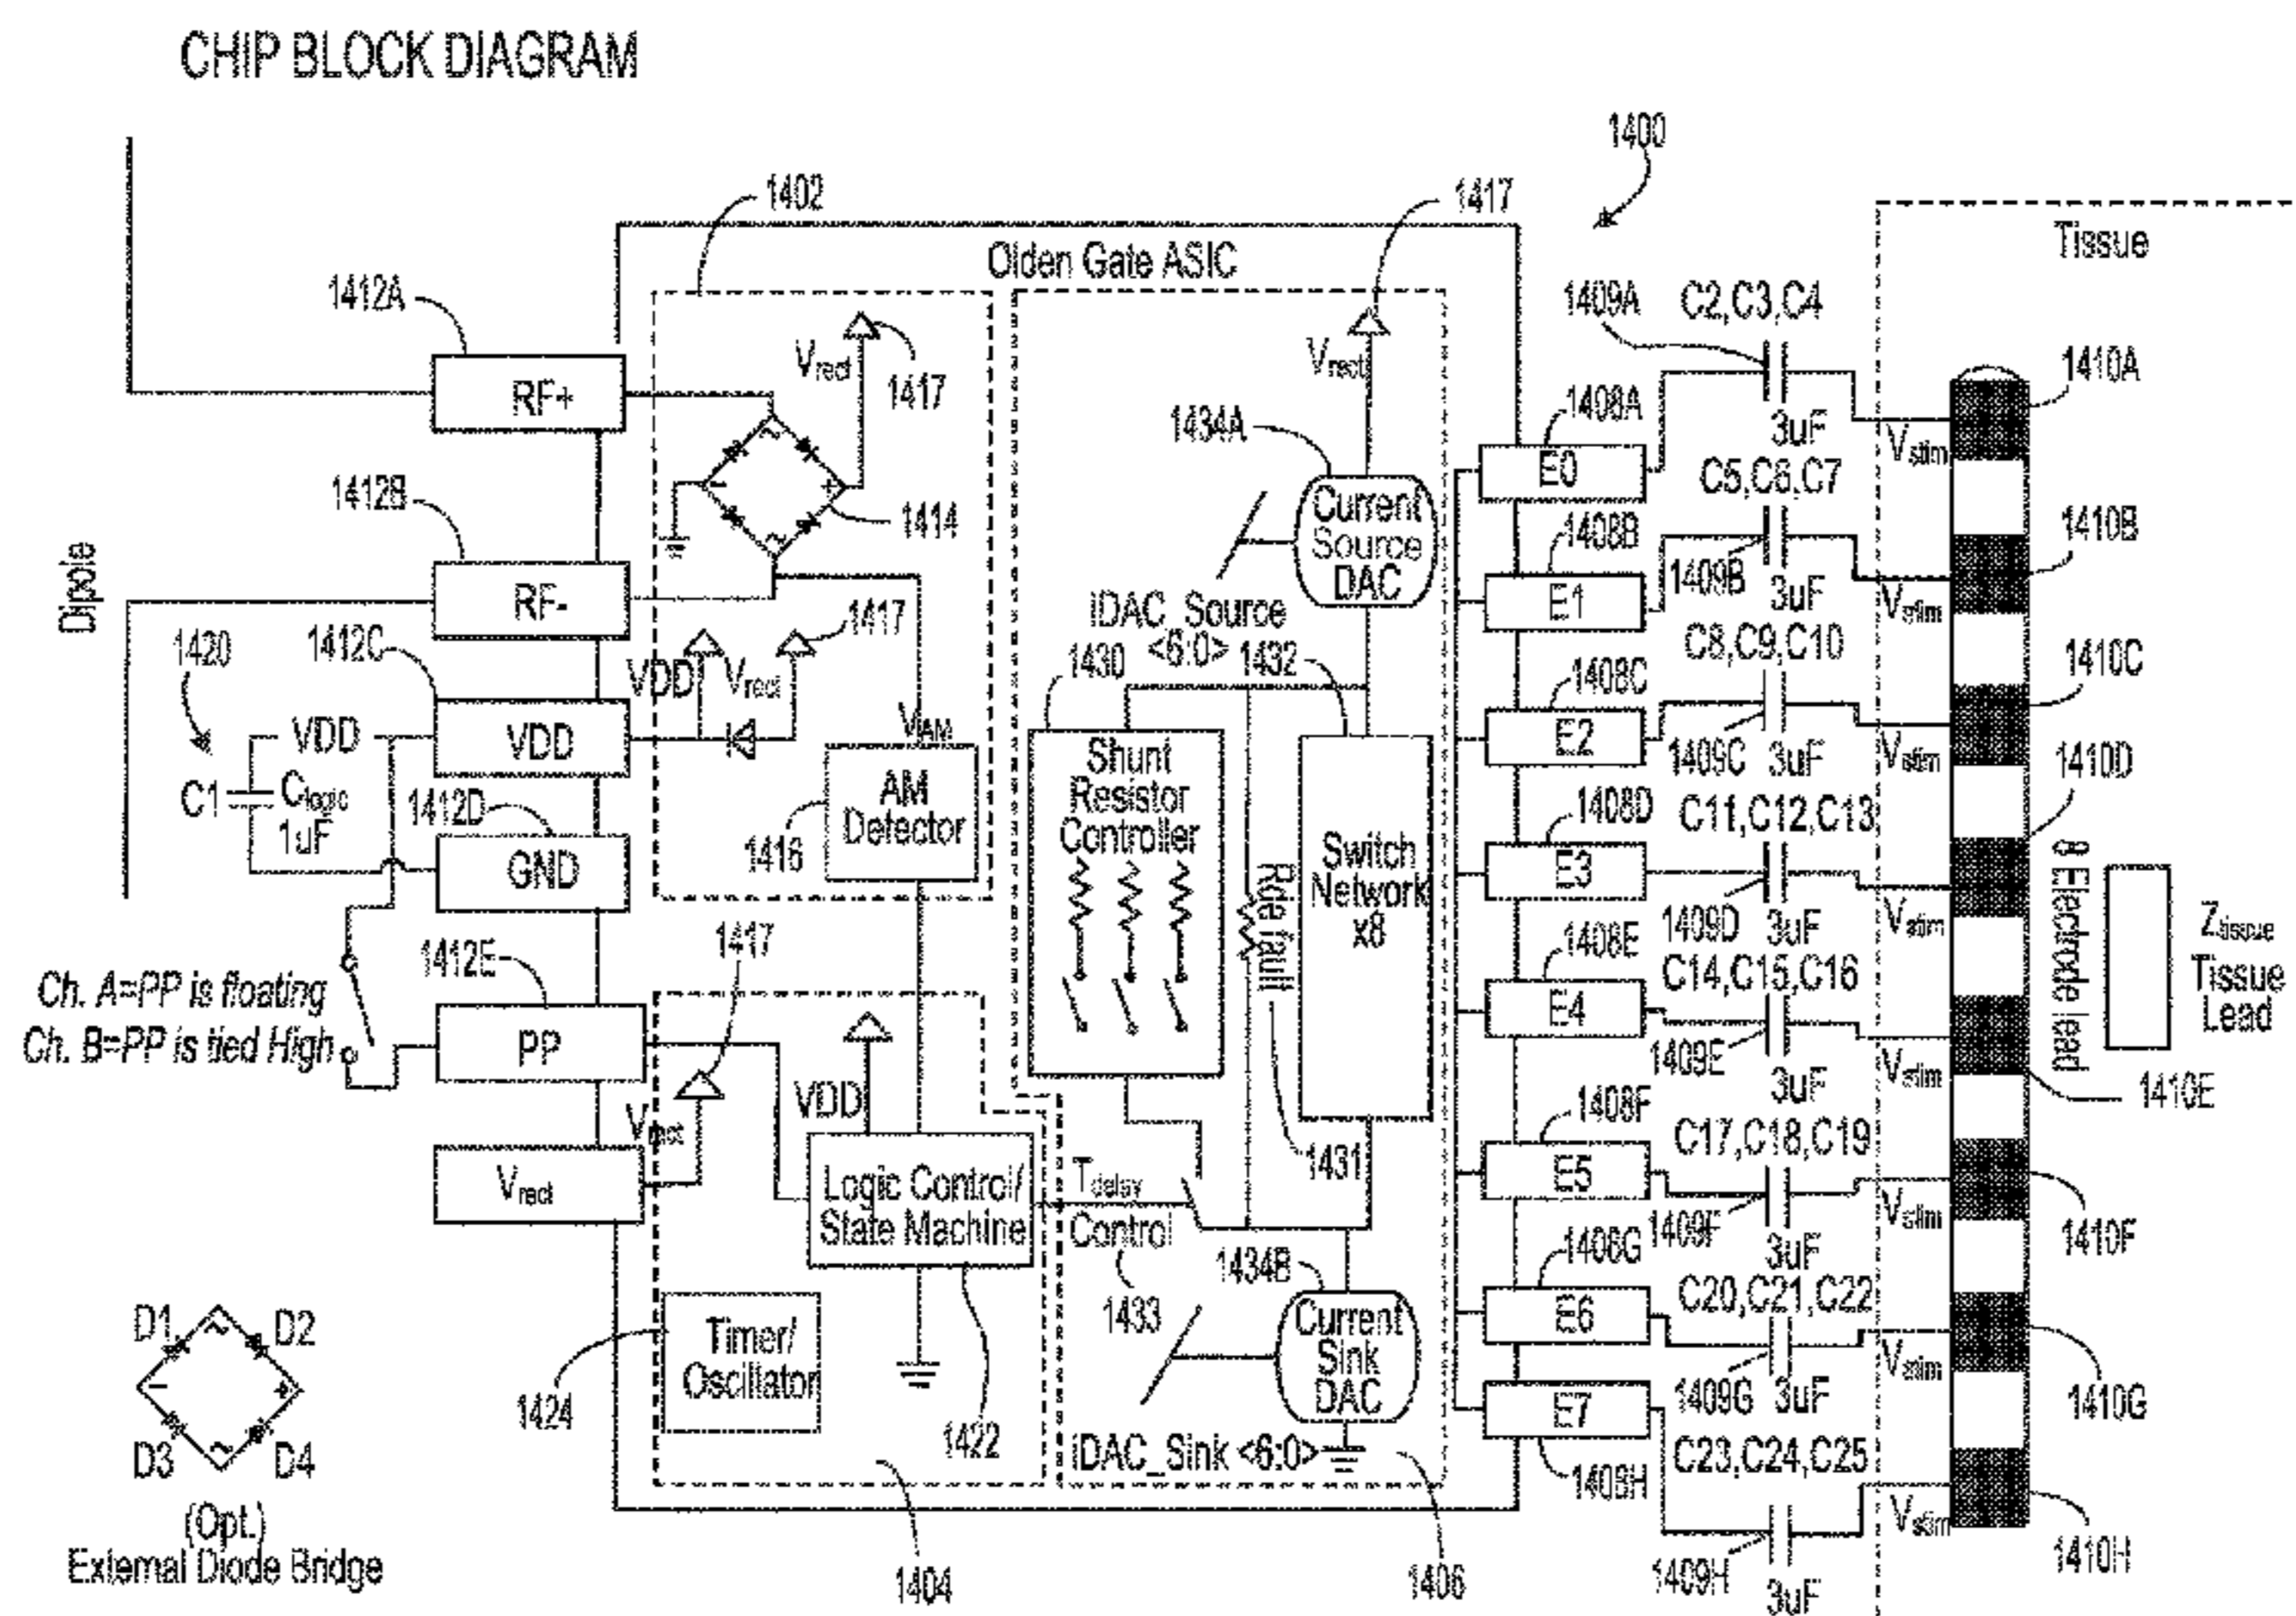 CHIP BLOCK DIAGRAM
1400
1402
1417
Tissue
Olden Gate ASIC
1412A
RF+
Vrect
1417
1414
1412B
RF-
Dipole
1420
1412C
VDD
VDD
C1
Clogic
1uF
1412D
GND
VDD
Vrect
1417
VAM
AM
Detector
1416
Ch. A=PP is floating
Ch. B=PP is tied High
1412E
PP
1417
Vrect
Vrect
VDD
Logic Control/
State Machine
1422
Timer/
Oscillator
1424
1404
D1
D2
D3
D4
(Opt.)
External Diode Bridge
Vrect
1434A
Current
Source
DAC
IDAC_Source
<6:0>
1430
1432
Shunt
Resistor
Controller
Rdefault
1431
Switch
Network
x8
Tdelay
Control
1433
1434B
Current
Sink
DAC
IDAC_Sink <6:0>
1406
1408A
E0
1408B
E1
1408C
E2
1408D
E3
1408E
E4
1408F
E5
1408G
E6
1408H
E7
1409A
C2,C3,C4
3uF
C5,C6,C7
1409B
3uF
C8,C9,C10
1409C
3uF
C11,C12,C13
1409D
3uF
C14,C15,C16
1409E
3uF
C17,C18,C19
1409F
3uF
C20,C21,C22
1409G
3uF
C23,C24,C25
1409H
3uF
Vstim
Vstim
Vstim
Vstim
Vstim
Vstim
Vstim
Vstim
1410A
1410B
1410C
1410D
1410E
1410F
1410G
1410H
8 Electrode lead
Ztissue
Tissue
Lead